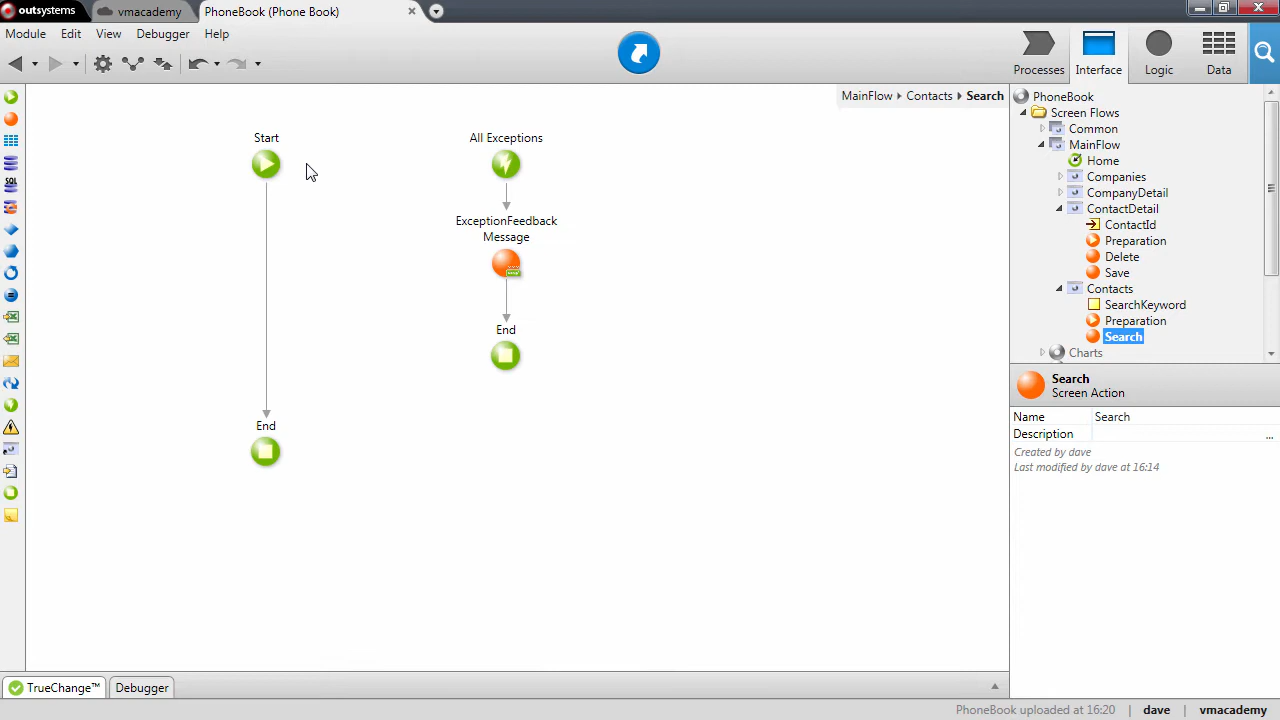 outsystems
vmacademy
PhoneBook (Phone Book)
Module
Edit
View
Debugger
Help
Processes
Interface
Logic
Data
MainFlow
Contacts
Search
Start
End
All Exceptions
ExceptionFeedback
Message
End
SQL
PhoneBook
Screen Flows
Common
MainFlow
Home
Companies
CompanyDetail
ContactDetail
ContactId
Preparation
Delete
Save
Contacts
SearchKeyword
Preparation
Search
Charts
Search
Screen Action
Name Search
Description ...
Created by dave
Last modified by dave at 16:14
TrueChange™
Debugger
PhoneBook uploaded at 16:20 | dave | vmacademy